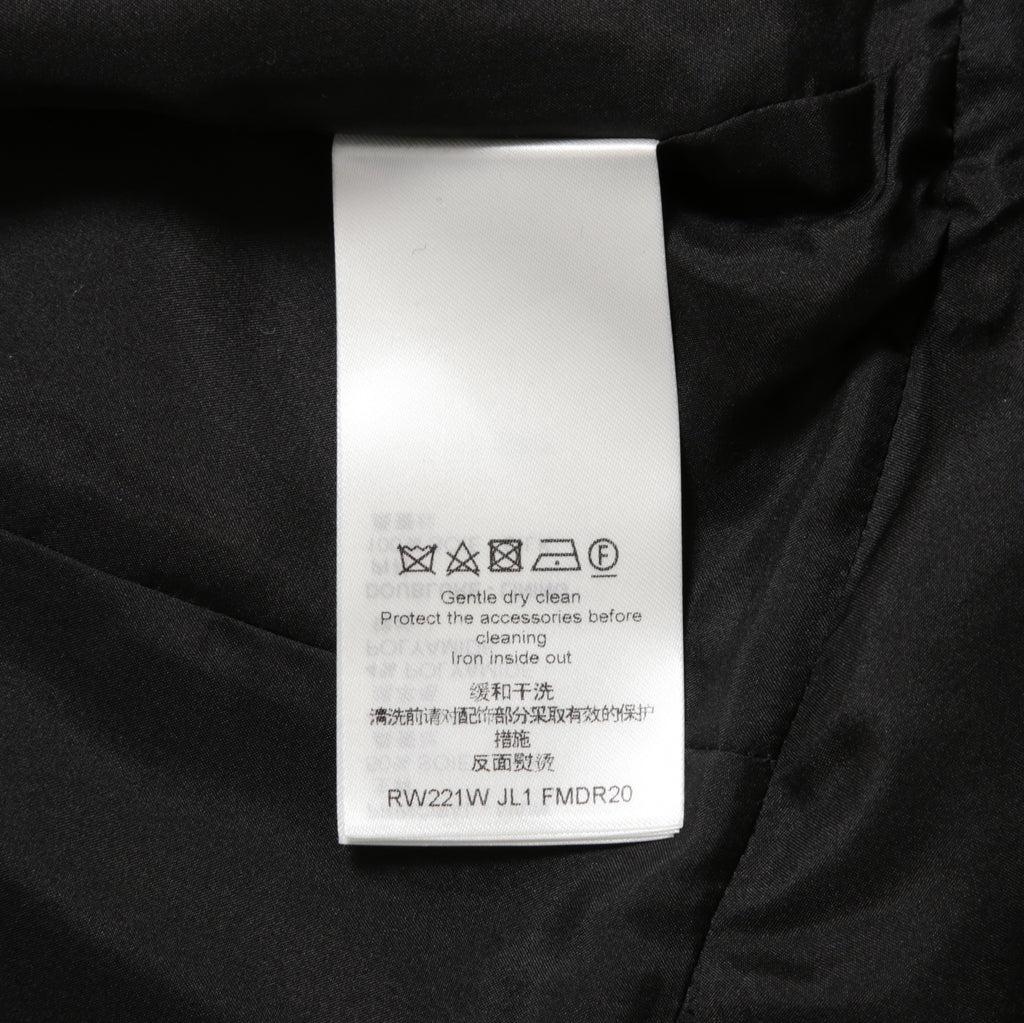 F
Gentle dry clean
Protect the accessories before
cleaning
Iron inside out
缓和干洗
清洗前请对配饰部分采取有效的保护
措施
反面熨烫
RW221W JL1 FMDR20